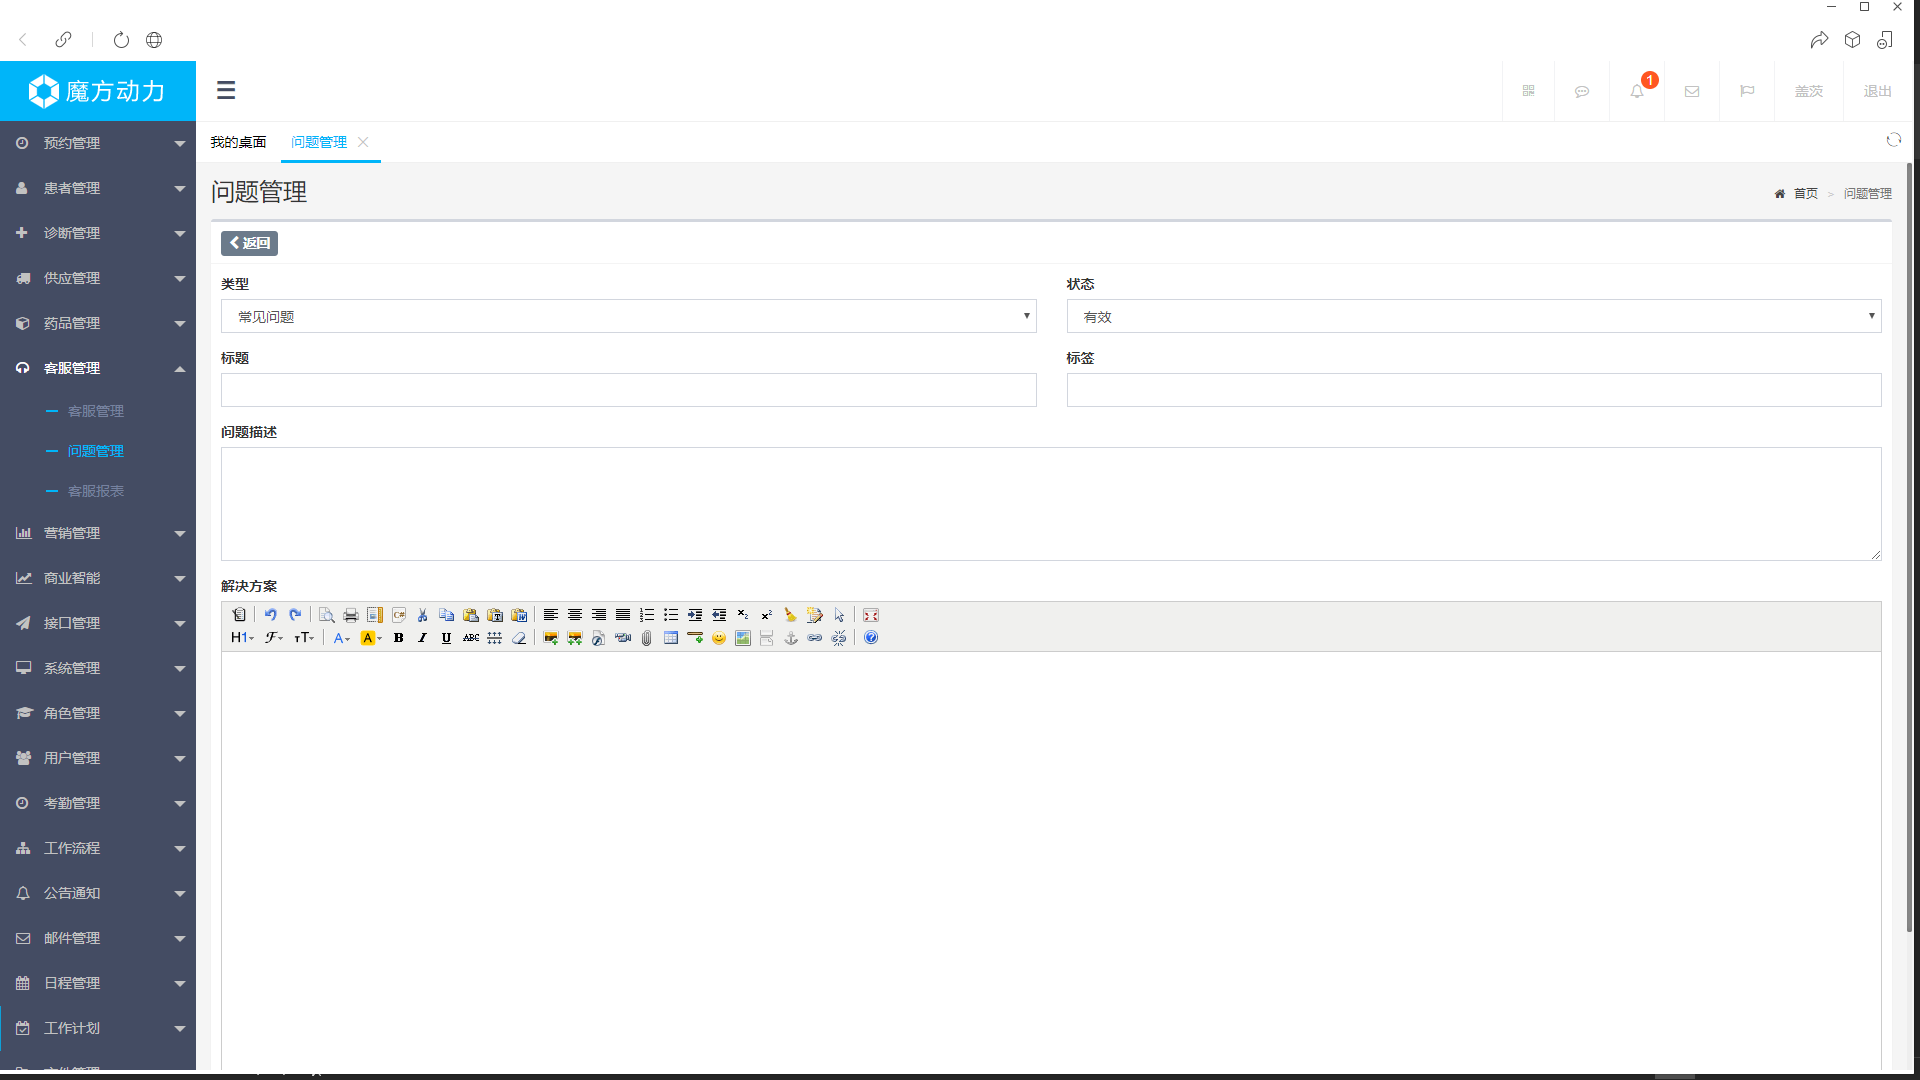 魔方动力
1
盖茨
退出
我的桌面
问题管理
预约管理
患者管理
诊断管理
供应管理
药品管理
客服管理
客服管理
问题管理
客服报表
营销管理
商业智能
接口管理
系统管理
角色管理
用户管理
考勤管理
工作流程
公告通知
邮件管理
日程管理
工作计划
问题管理
首页 > 问题管理
返回
类型
状态
常见问题
有效
标题
标签
问题描述
解决方案